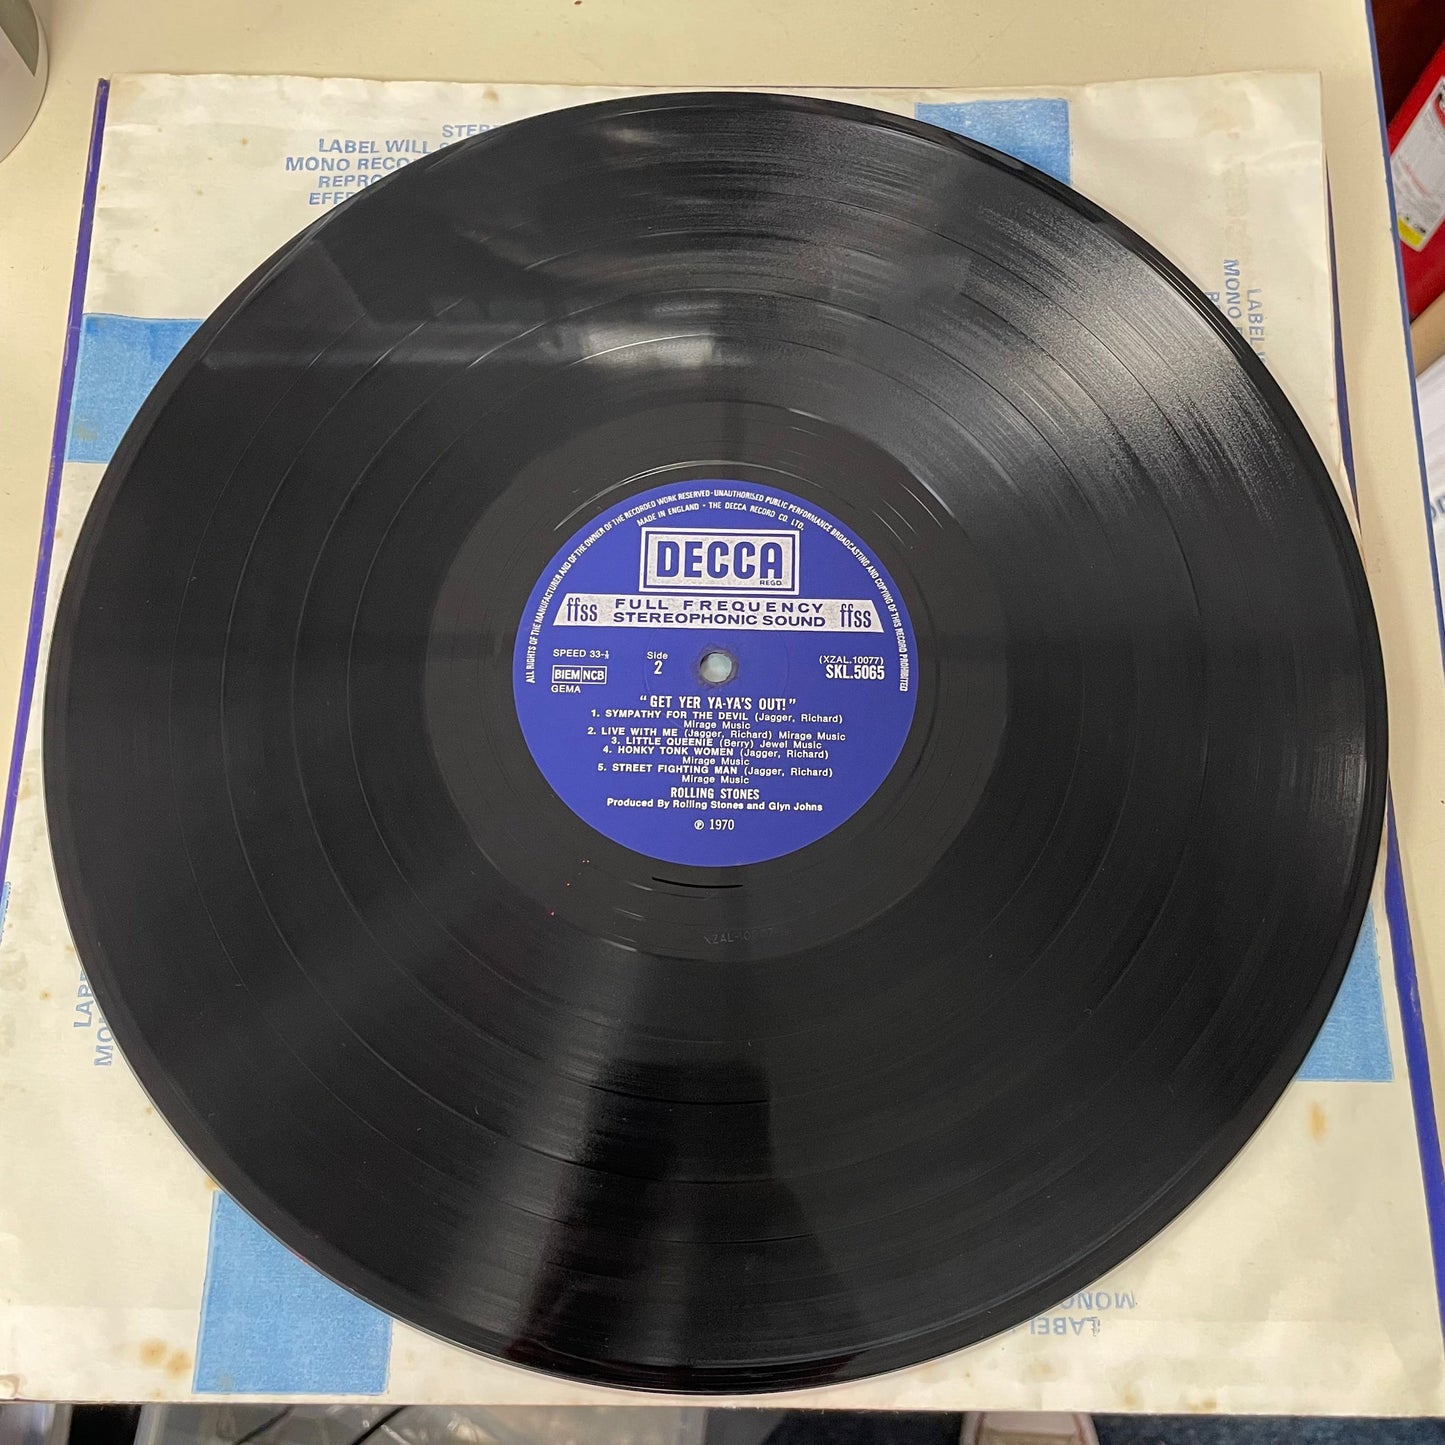 STER
LABEL WILL
MONO RECO
REPRO
EFFE
LABEL
MONO
ALL RIGHTS OF THE MANUFACTURER AND OF THE OWNER OF THE RECORDED WORK RESERVED · UNAUTHORISED PUBLIC PERFORMANCE BROADCASTING AND COPYING OF THIS RECORD PROHIBITED
MADE IN ENGLAND · THE DECCA RECORD CO. LTD.
DECCA
REGD.
ffss FULL FREQUENCY STEREOPHONIC SOUND ffss
SPEED 33-⅓
Side
2
(XZAL.10077)
SKL.5065
BIEM NCB
GEMA
"GET YER YA-YA'S OUT!"
1. SYMPATHY FOR THE DEVIL (Jagger, Richard)
Mirage Music
2. LIVE WITH ME (Jagger, Richard) Mirage Music
3. LITTLE QUEENIE (Berry) Jewel Music
4. HONKY TONK WOMEN (Jagger, Richard)
Mirage Music
5. STREET FIGHTING MAN (Jagger, Richard)
Mirage Music
ROLLING STONES
Produced By Rolling Stones and Glyn Johns
℗ 1970
LAB
MO
MONO
LABEL